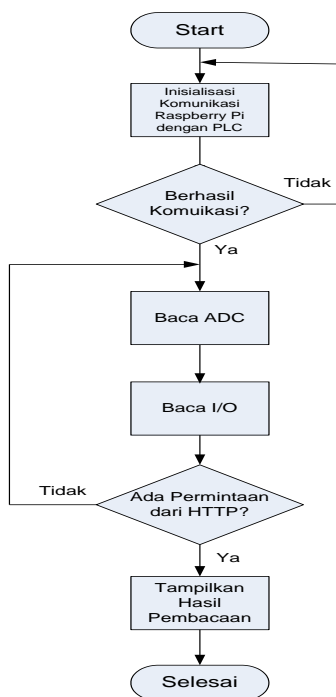 Start
Inisialisasi
Komunikasi
Raspberry Pi
dengan PLC
Berhasil
Komuikasi?
Tidak
Ya
Baca ADC
Baca I/O
Ada Permintaan
dari HTTP?
Tidak
Ya
Tampilkan
Hasil
Pembacaan
Selesai